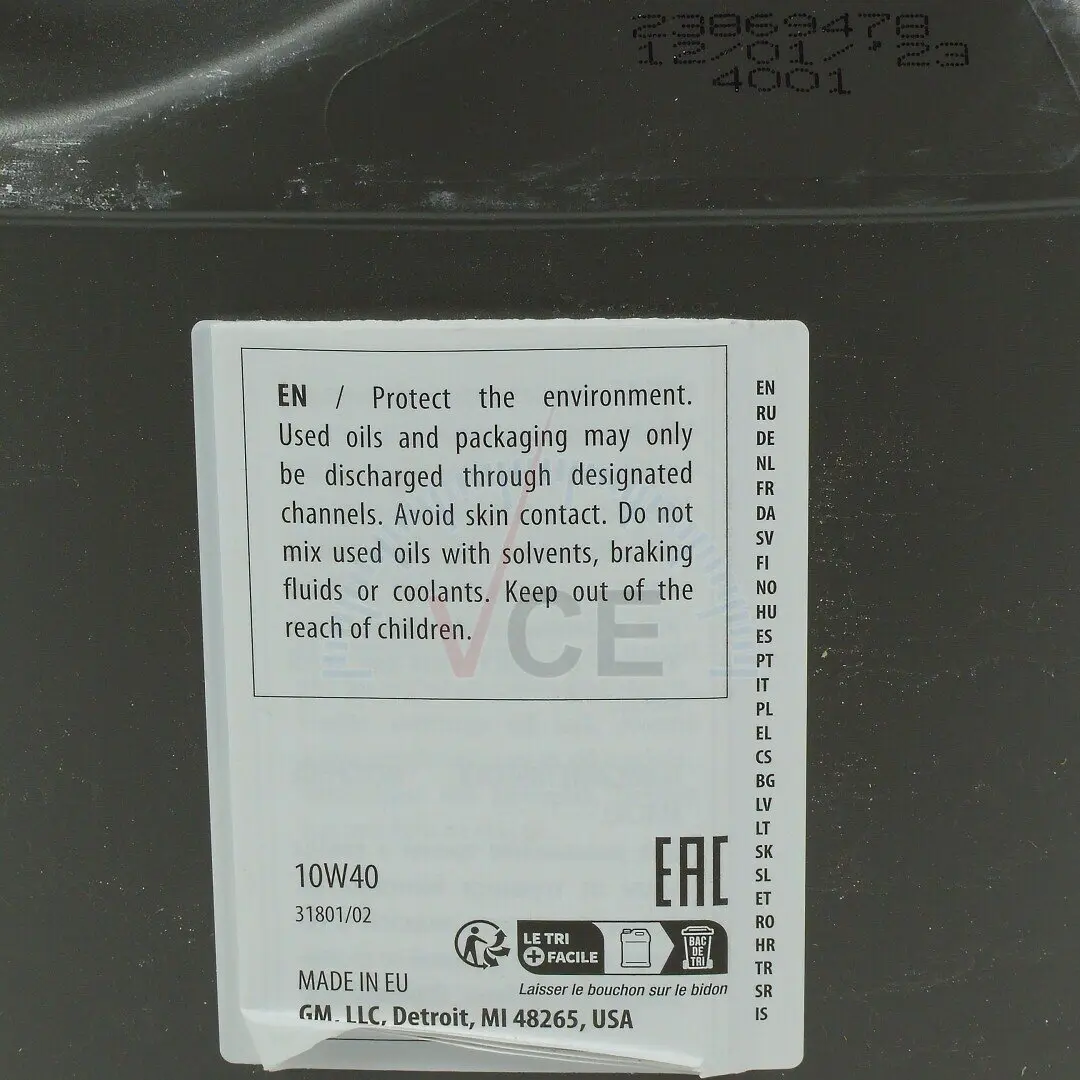 23869478
12/01/'23
4001
EN / Protect the environment.
Used oils and packaging may only
be discharged through designated
channels. Avoid skin contact. Do not
mix used oils with solvents, braking
fluids or coolants. Keep out of the
reach of children.
VCE
EN
RU
DE
NL
FR
DA
SV
FI
NO
HU
ES
PT
IT
PL
EL
CS
BG
LV
LT
SK
SL
ET
RO
HR
TR
SR
IS
10W40
31801/02
EAC
LE TRI
+ FACILE
BAC
DE
TRI
Laisser le bouchon sur le bidon
MADE IN EU
GM, LLC, Detroit, MI 48265, USA